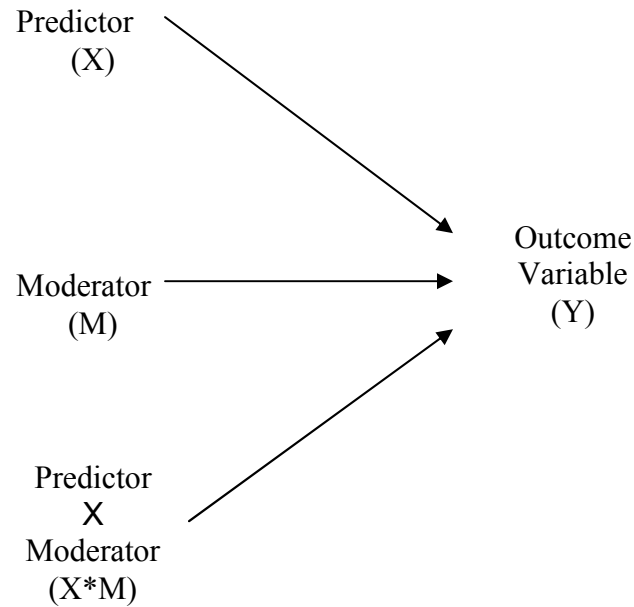 Predictor
(X)
Moderator
(M)
Predictor
X
Moderator
(X*M)
Outcome
Variable
(Y)